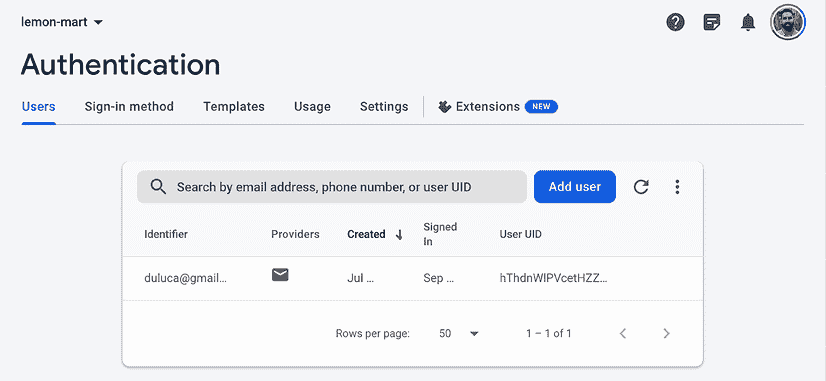 lemon-mart
Authentication
Users Sign-in method Templates Usage Settings Extensions NEW
Search by email address, phone number, or user UID Add user
Identifier Providers Created Signed In User UID
duluca@gmail... Jul ... Sep ... hThdnWlPVcetHZZ...
Rows per page: 50 1 – 1 of 1